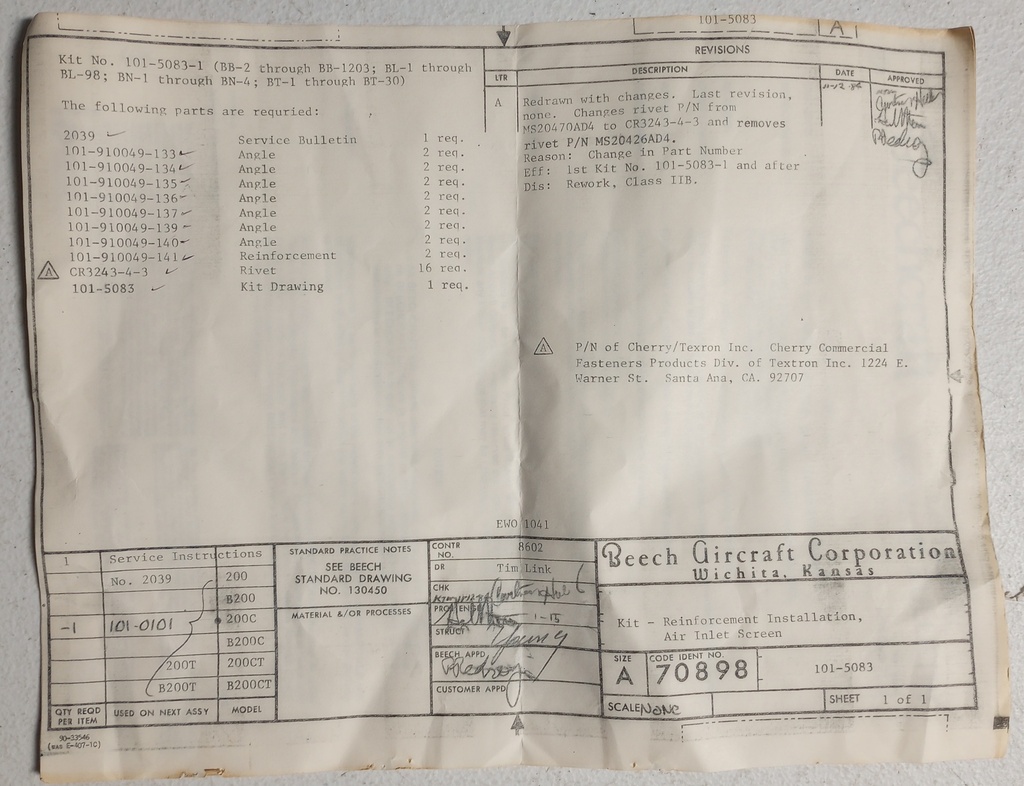 101-5083
A
REVISIONS
LTR
DESCRIPTION
DATE
APPROVED
A
Redrawn with changes. Last revision,
none. Changes rivet P/N from
MS20470AD4 to CR3243-4-3 and removes
rivet P/N MS20426AD4.
Reason: Change in Part Number
Eff: 1st Kit No. 101-5083-1 and after
Dis: Rework, Class IIB.
Kit No. 101-5083-1 (BB-2 through BB-1203; BL-1 through
BL-98; BN-1 through BN-4; BT-1 through BT-30)
The following parts are requried:
2039 Service Bulletin 1 req.
101-910049-133 Angle 2 req.
101-910049-134 Angle 2 req.
101-910049-135 Angle 2 req.
101-910049-136 Angle 2 req.
101-910049-137 Angle 2 req.
101-910049-139 Angle 2 req.
101-910049-140 Angle 2 req.
101-910049-141 Reinforcement 2 req.
A CR3243-4-3 Rivet 16 req.
101-5083 Kit Drawing 1 req.
A P/N of Cherry/Texron Inc. Cherry Commercial
Fasteners Products Div. of Textron Inc. 1224 E.
Warner St. Santa Ana, CA. 92707
EWO 1041
1 Service Instructions
No. 2039 200
B200
-1 101-0101 200C
B200C
200T 200CT
B200T B200CT
QTY REQD
PER ITEM
USED ON NEXT ASSY
MODEL
STANDARD PRACTICE NOTES
SEE BEECH
STANDARD DRAWING
NO. 130450
MATERIAL &/OR PROCESSES
CONTR
NO. 8602
DR Tim Link
CHK
PROJ ENGR
STRUCT
BEECH APPD
CUSTOMER APPD
Beech Aircraft Corporation
Wichita, Kansas
Kit - Reinforcement Installation,
Air Inlet Screen
SIZE
A
CODE IDENT NO.
70898
101-5083
SCALE NONE
SHEET 1 of 1
90-33546